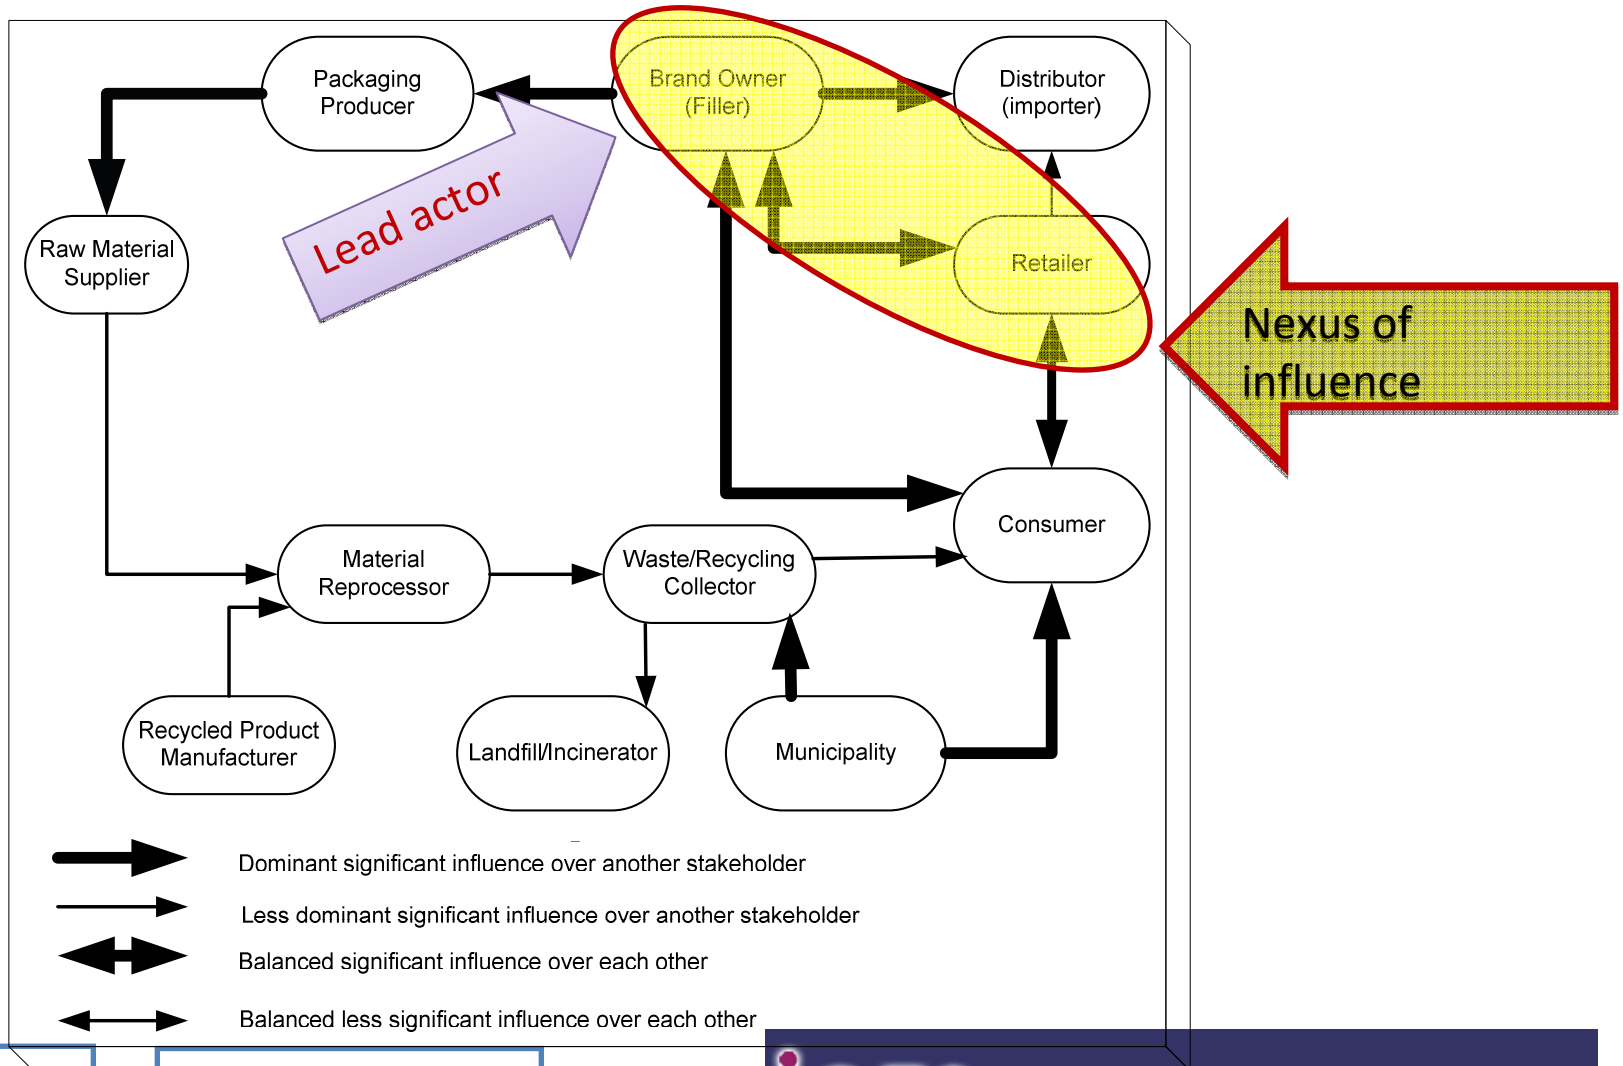 Packaging
Producer
Brand Owner
(Filler)
Distributor
(importer)
Lead actor
Raw Material
Supplier
Retailer
Nexus of
influence
Consumer
Material
Reprocessor
Waste/Recycling
Collector
Recycled Product
Manufacturer
Landfill/Incinerator
Municipality
Dominant significant influence over another stakeholder
Less dominant significant influence over another stakeholder
Balanced significant influence over each other
Balanced less significant influence over each other